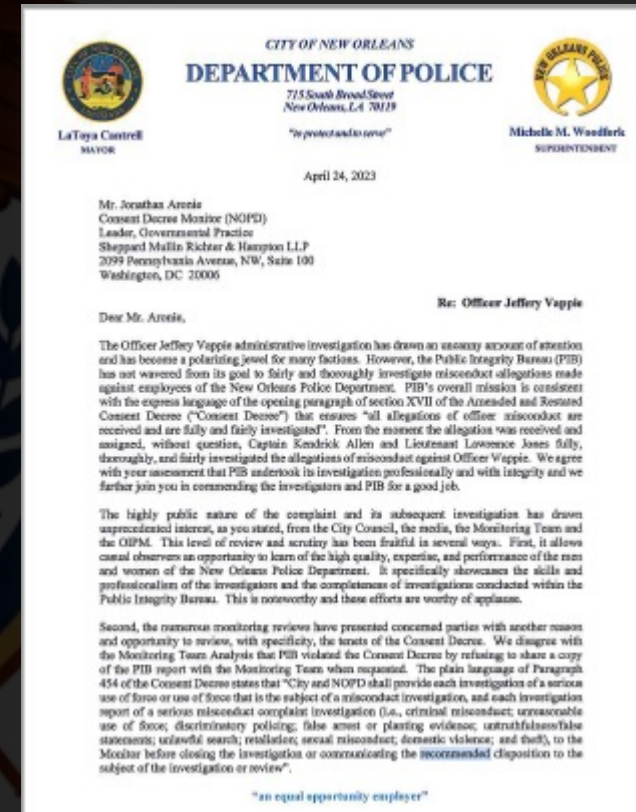 CITY OF NEW ORLEANS
DEPARTMENT OF POLICE
715 South Broad Street
New Orleans, LA 70119
"to protect and to serve"
LaToya Cantrell
MAYOR
NEW ORLEANS POLICE
Michelle M. Woodfork
SUPERINTENDENT
April 24, 2023
Mr. Jonathan Aronie
Consent Decree Monitor (NOPD)
Leader, Governmental Practice
Sheppard Mullin Richter & Hampton LLP
2099 Pennsylvania Avenue, NW, Suite 100
Washington, DC 20006
Re: Officer Jeffery Vappie
Dear Mr. Aronie,
The Officer Jeffery Vappie administrative investigation has drawn an uncanny amount of attention
and has become a polarizing jewel for many factions. However, the Public Integrity Bureau (PIB)
has not wavered from its goal to fairly and thoroughly investigate misconduct allegations made
against employees of the New Orleans Police Department. PIB's overall mission is consistent
with the express language of the opening paragraph of section XVII of the Amended and Restated
Consent Decree ("Consent Decree") that ensures "all allegations of officer misconduct are
received and are fully and fairly investigated". From the moment the allegation was received and
assigned, without question, Captain Kendrick Allen and Lieutenant Lawrence Jones fully,
thoroughly, and fairly investigated the allegations of misconduct against Officer Vappie. We agree
with your assessment that PIB undertook its investigation professionally and with integrity and we
further join you in commending the investigators and PIB for a good job.
The highly public nature of the complaint and its subsequent investigation has drawn
unprecedented interest, as you stated, from the City Council, the media, the Monitoring Team and
the OIPM. This level of review and scrutiny has been fruitful in several ways. First, it allows
casual observers an opportunity to learn of the high quality, expertise, and performance of the men
and women of the New Orleans Police Department. It specifically showcases the skills and
professionalism of the investigators and the completeness of investigations conducted within the
Public Integrity Bureau. This is noteworthy and these efforts are worthy of applause.
Second, the numerous monitoring reviews have presented concerned parties with another reason
and opportunity to review, with specificity, the tenets of the Consent Decree. We disagree with
the Monitoring Team Analysis that PIB violated the Consent Decree by refusing to share a copy
of the PIB report with the Monitoring Team when requested. The plain language of Paragraph
454 of the Consent Decree states that "City and NOPD shall provide each investigation of a serious
use of force or use of force that is the subject of a misconduct investigation, and each investigation
report of a serious misconduct complaint investigation (i.e., criminal misconduct; unreasonable
use of force; discriminatory policing; false arrest or planting evidence; untruthfulness/false
statements; unlawful search; retaliation; sexual misconduct; domestic violence; and theft), to the
Monitor before closing the investigation or communicating the recommended disposition to the
subject of the investigation or review".
"an equal opportunity employer"